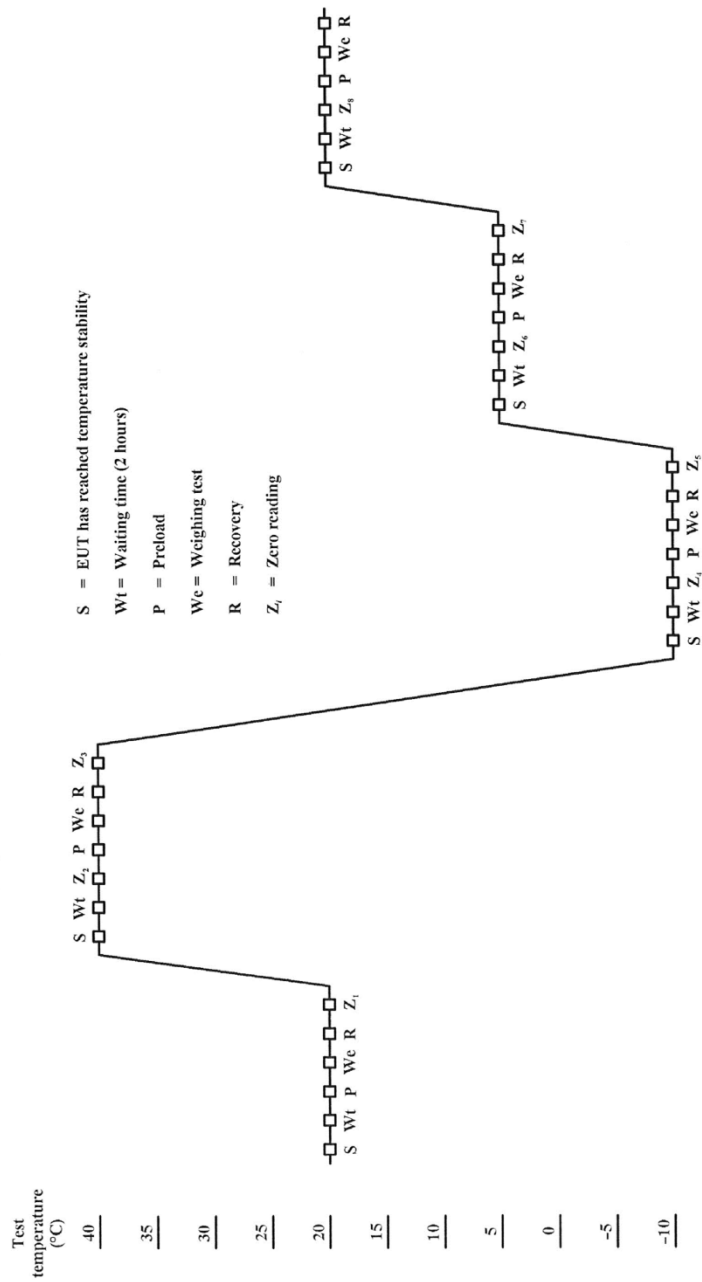 Test
temperature
(°C)
40
35
30
25
20
15
10
5
0
-5
-10
S Wt P We R Z₁
S Wt Z₂ P We R Z₃
S Wt Z₄ P We R Z₅
S Wt Z₆ P We R Z₇
S Wt Z₈ P We R
S = EUT has reached temperature stability
Wt = Waiting time (2 hours)
P = Preload
We = Weighing test
R = Recovery
Zᵢ = Zero reading